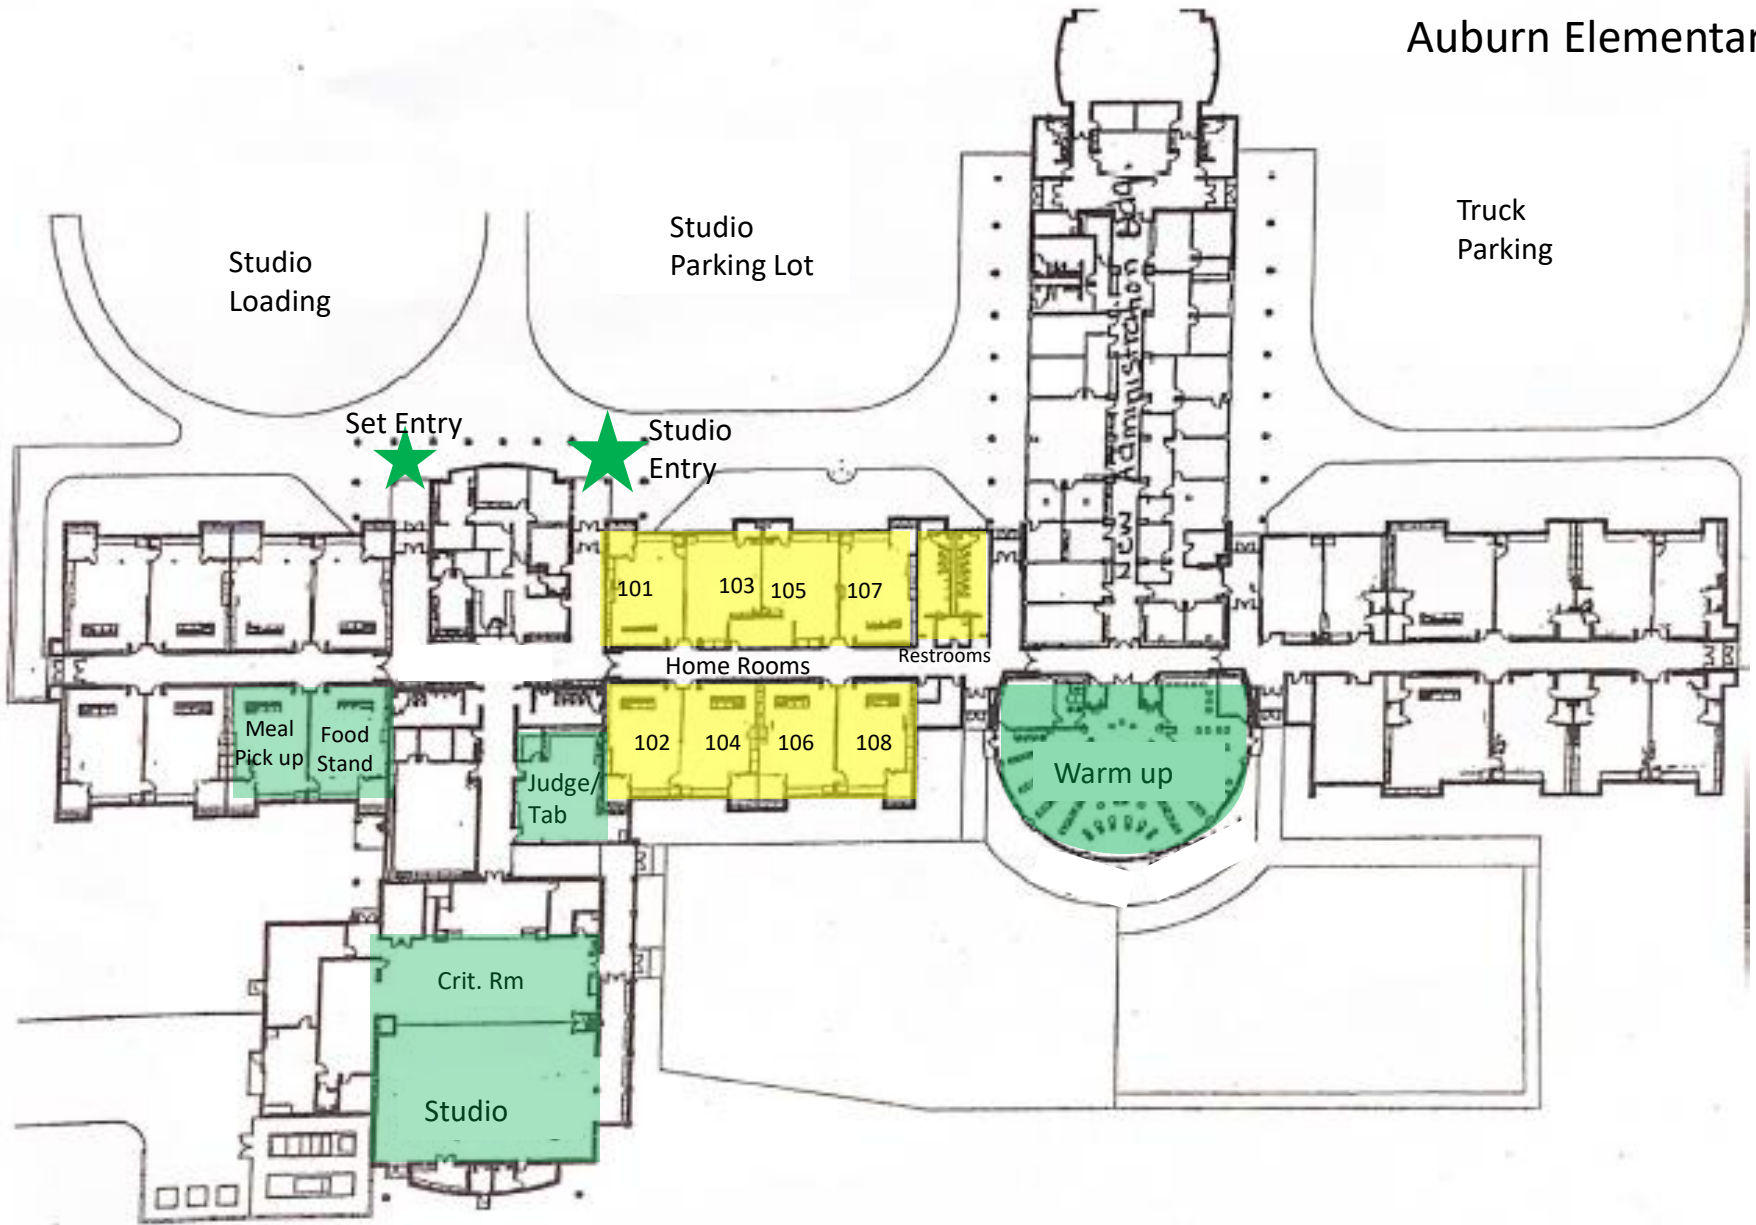 Auburn Elementar
Studio
Loading
Studio
Parking Lot
Truck
Parking
New Administration Bldg
Set Entry
Studio
Entry
101
103
105
107
Home Rooms
Restrooms
Meal
Pick up
Food
Stand
Judge/
Tab
102
104
106
108
Warm up
Crit. Rm
Studio